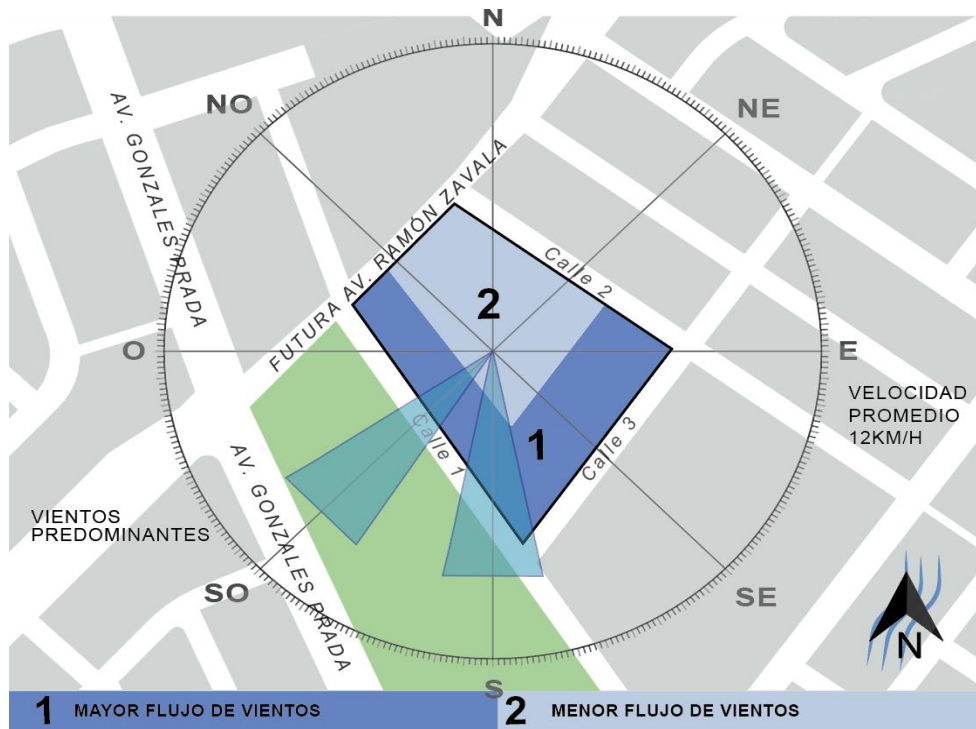 N
NO
NE
AV. GONZALES PRADA
FUTURA AV. RAMÓN ZAVALA
Calle 2
2
O
E
VELOCIDAD
PROMEDIO
12KM/H
1
Calle 1
Calle 3
AV. GONZALES PRADA
VIENTOS
PREDOMINANTES
SO
SE
N
S
1 MAYOR FLUJO DE VIENTOS
2 MENOR FLUJO DE VIENTOS